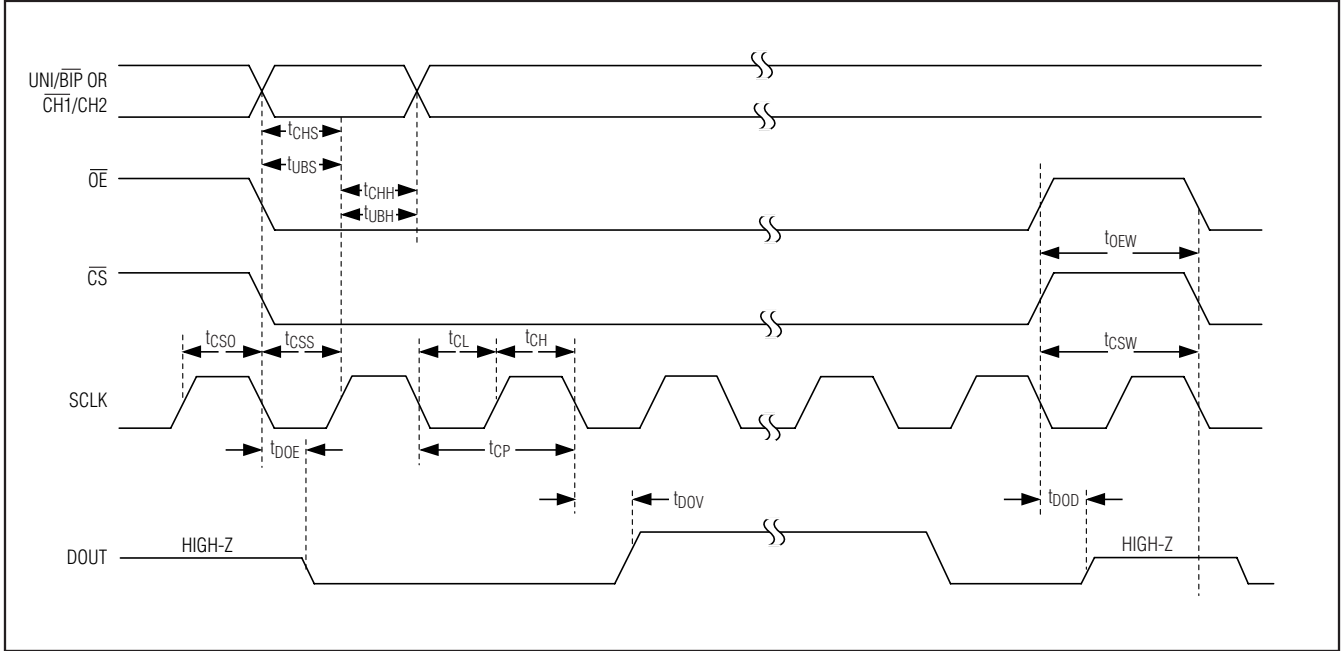 UNI/BIP OR
CH1/CH2
tCHS
tUBS
OE
tCHH
tUBH
tOEW
CS
tCSO
tCSS
tCL
tCH
tCSW
SCLK
tDOE
tCP
tDOV
tDOD
DOUT
HIGH-Z
HIGH-Z